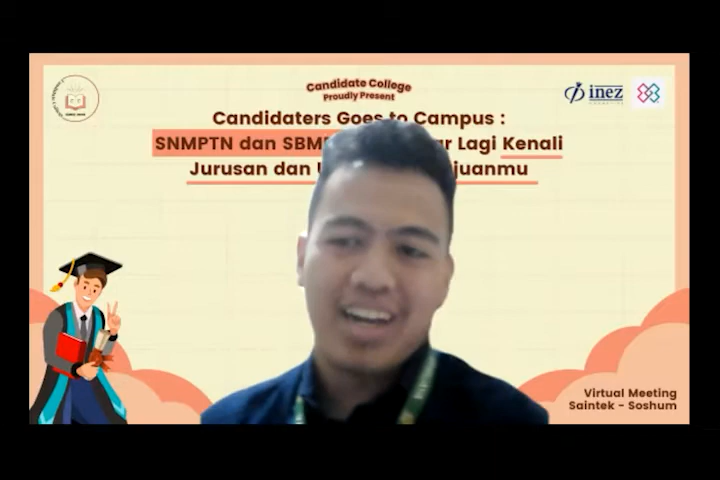 Candidate College
Proudly Present
inez
Candidaters Goes to Campus :
SNMPTN dan SBM Lagi Kenali
Jurusan dan juanmu
Virtual Meeting
Saintek - Soshum